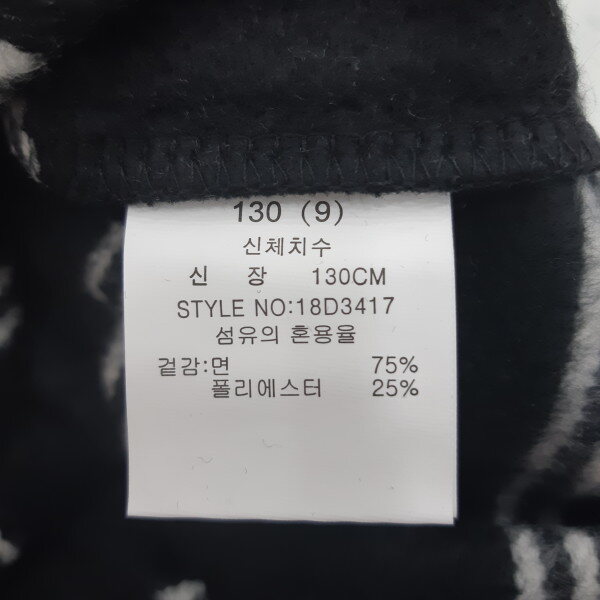 130 (9)
신체치수
신 장 130CM
STYLE NO:18D3417
섬유의 혼용율
겉감:면 75%
폴리에스터 25%